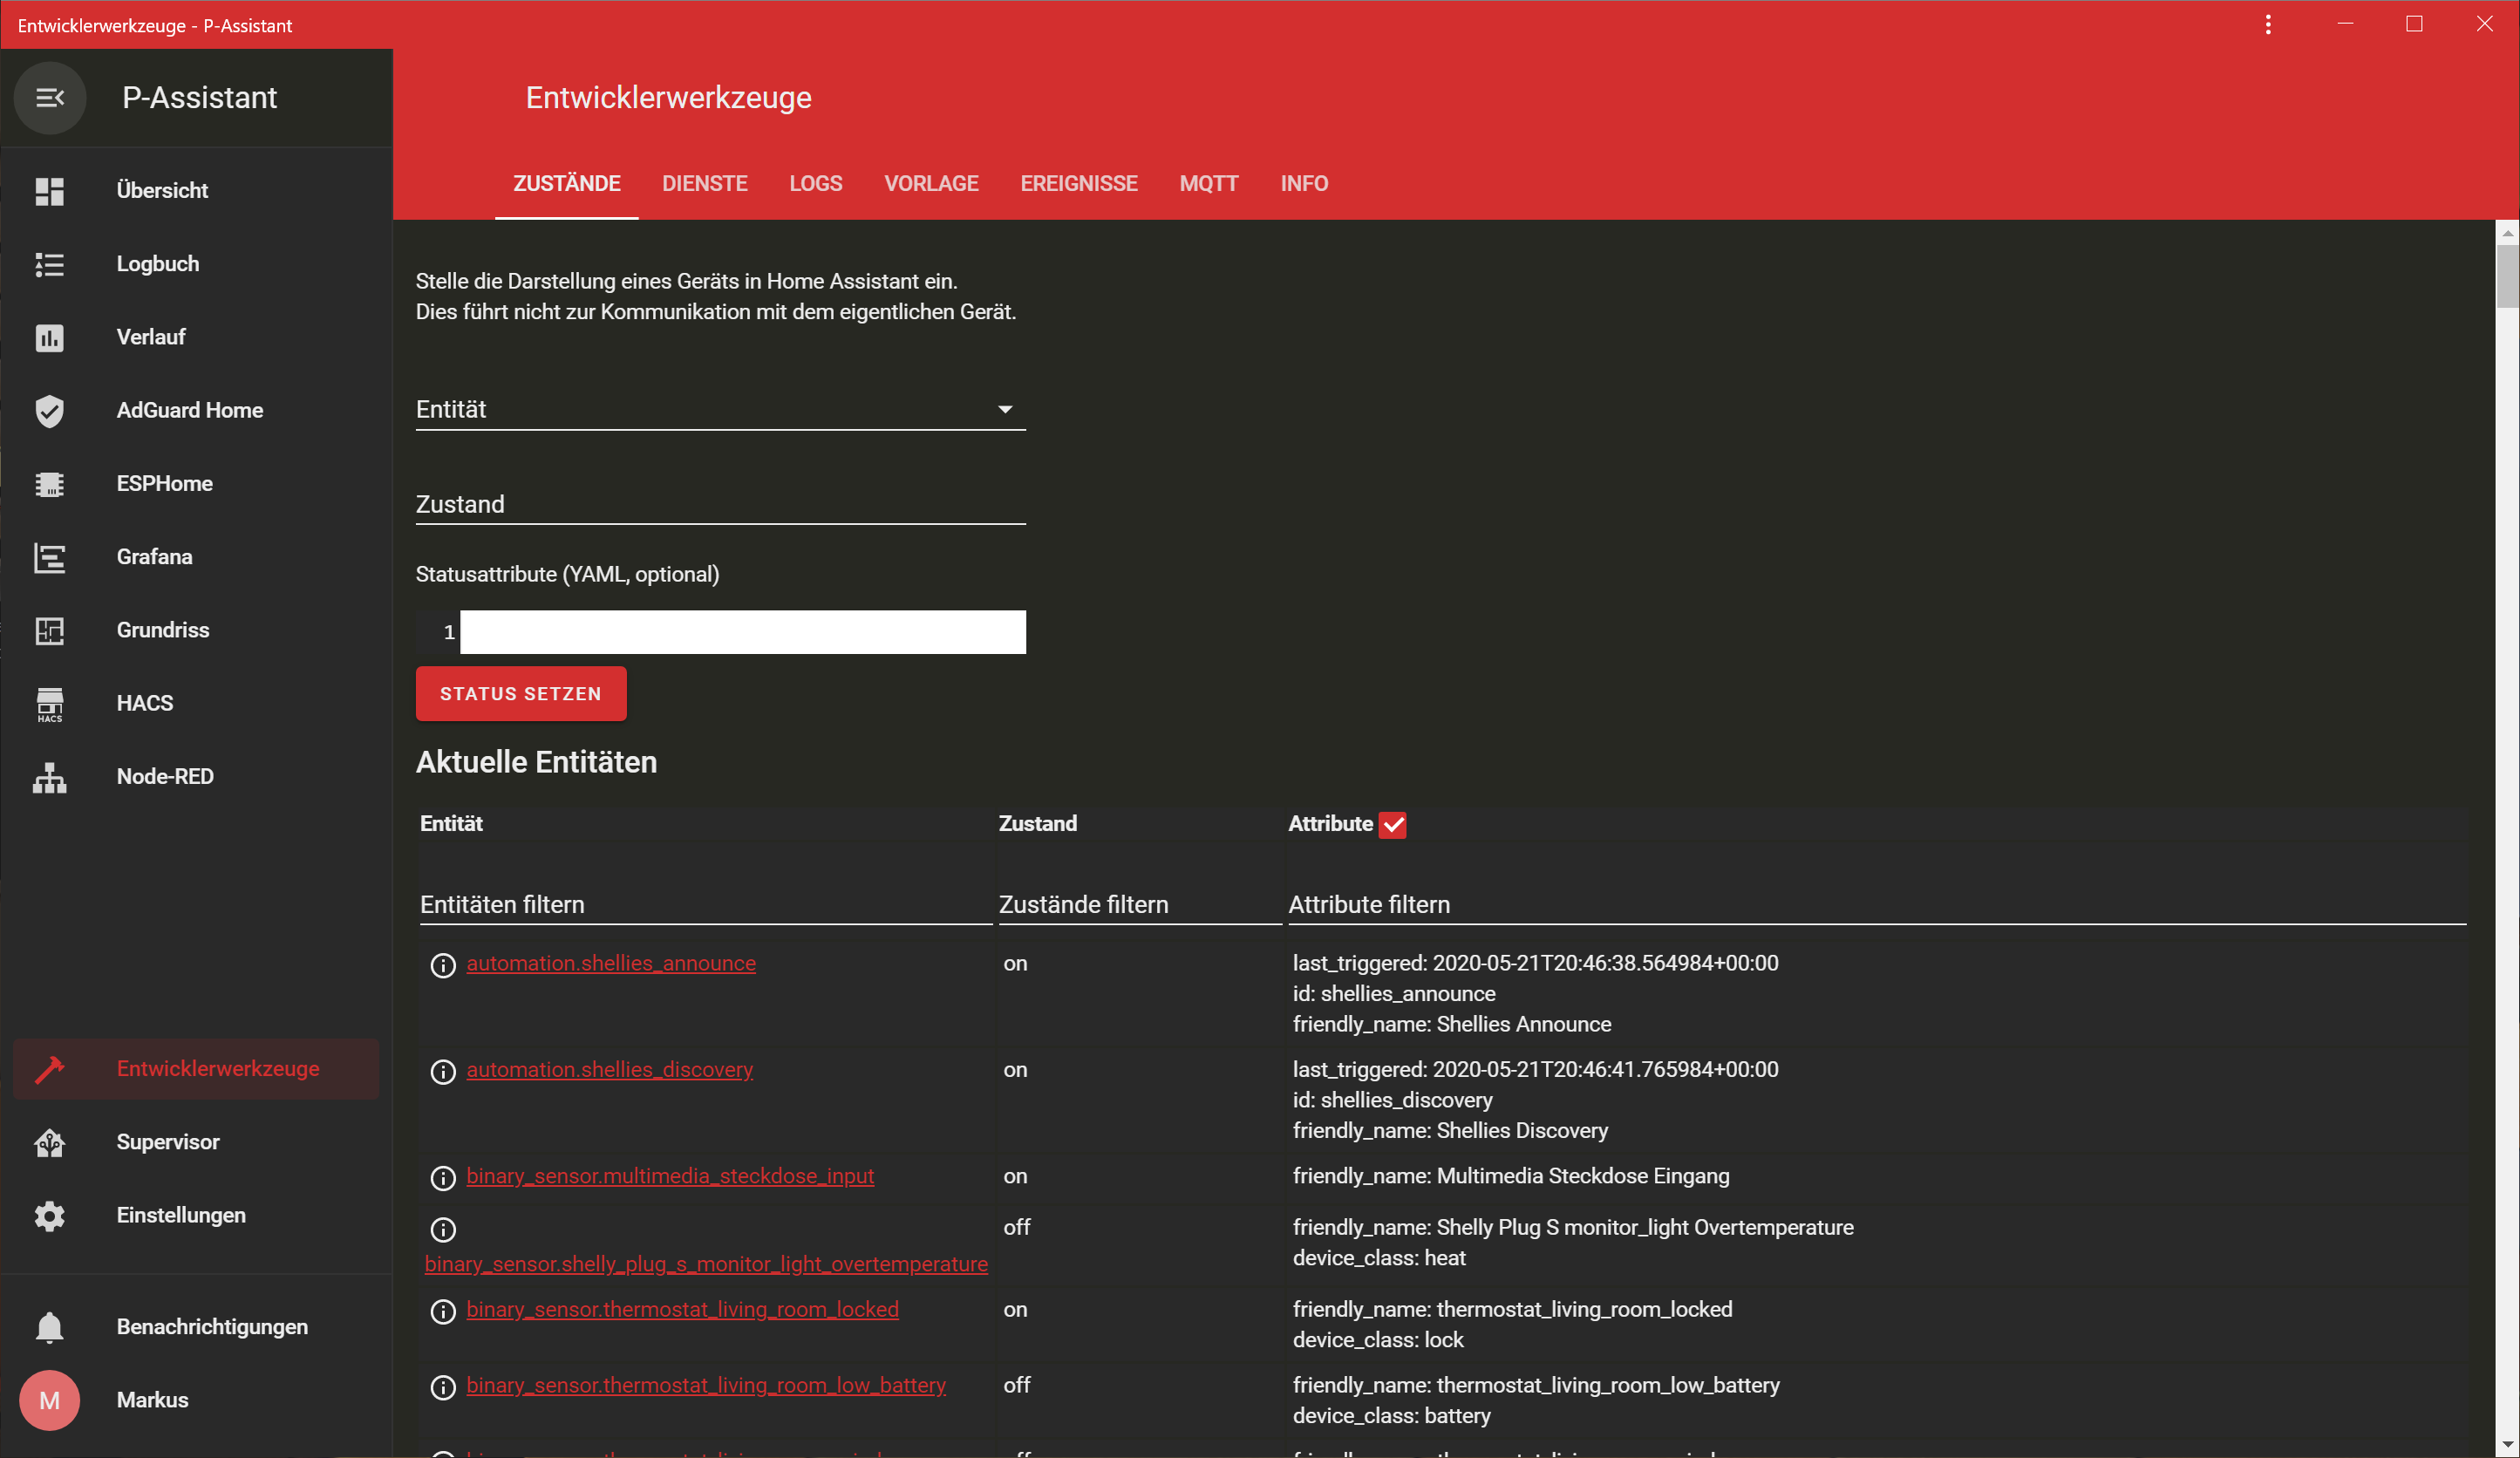 Entwicklerwerkzeuge - P-Assistant
P-Assistant
Übersicht
Logbuch
Verlauf
AdGuard Home
ESPHome
Grafana
Grundriss
HACS
HACS
Node-RED
Entwicklerwerkzeuge
Supervisor
Einstellungen
Benachrichtigungen
M
Markus
Entwicklerwerkzeuge
ZUSTÄNDE DIENSTE LOGS VORLAGE EREIGNISSE MQTT INFO
Stelle die Darstellung eines Geräts in Home Assistant ein.
Dies führt nicht zur Kommunikation mit dem eigentlichen Gerät.
Entität
Zustand
Statusattribute (YAML, optional)
1
STATUS SETZEN
Aktuelle Entitäten
Entität Zustand Attribute
Entitäten filtern Zustände filtern Attribute filtern
automation.shellies_announce on last_triggered: 2020-05-21T20:46:38.564984+00:00
id: shellies_announce
friendly_name: Shellies Announce
automation.shellies_discovery on last_triggered: 2020-05-21T20:46:41.765984+00:00
id: shellies_discovery
friendly_name: Shellies Discovery
binary_sensor.multimedia_steckdose_input on friendly_name: Multimedia Steckdose Eingang
off friendly_name: Shelly Plug S monitor_light Overtemperature
binary_sensor.shelly_plug_s_monitor_light_overtemperature device_class: heat
binary_sensor.thermostat_living_room_locked on friendly_name: thermostat_living_room_locked
device_class: lock
binary_sensor.thermostat_living_room_low_battery off friendly_name: thermostat_living_room_low_battery
device_class: battery